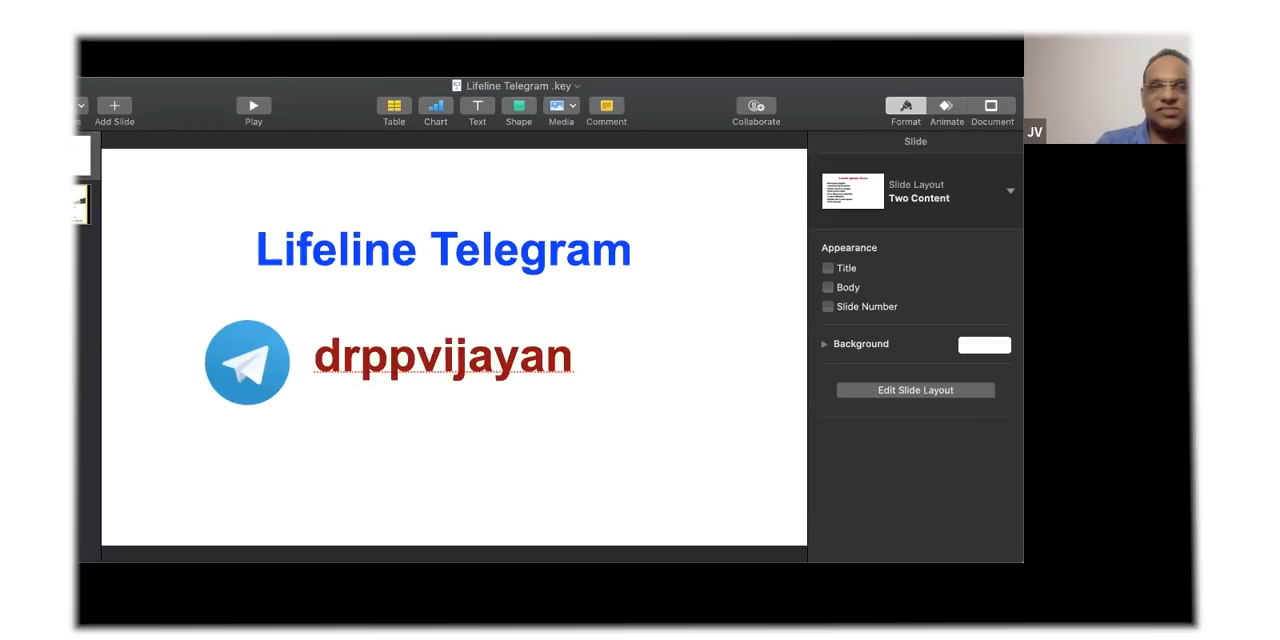 Lifeline Telegram .key
Add Slide
Play
Table
Chart
Text
Shape
Media
Comment
Collaborate
Format
Animate
Document
JV
Slide
Slide Layout
Two Content
Lifeline Telegram
drppvijayan
Appearance
Title
Body
Slide Number
Background
Edit Slide Layout